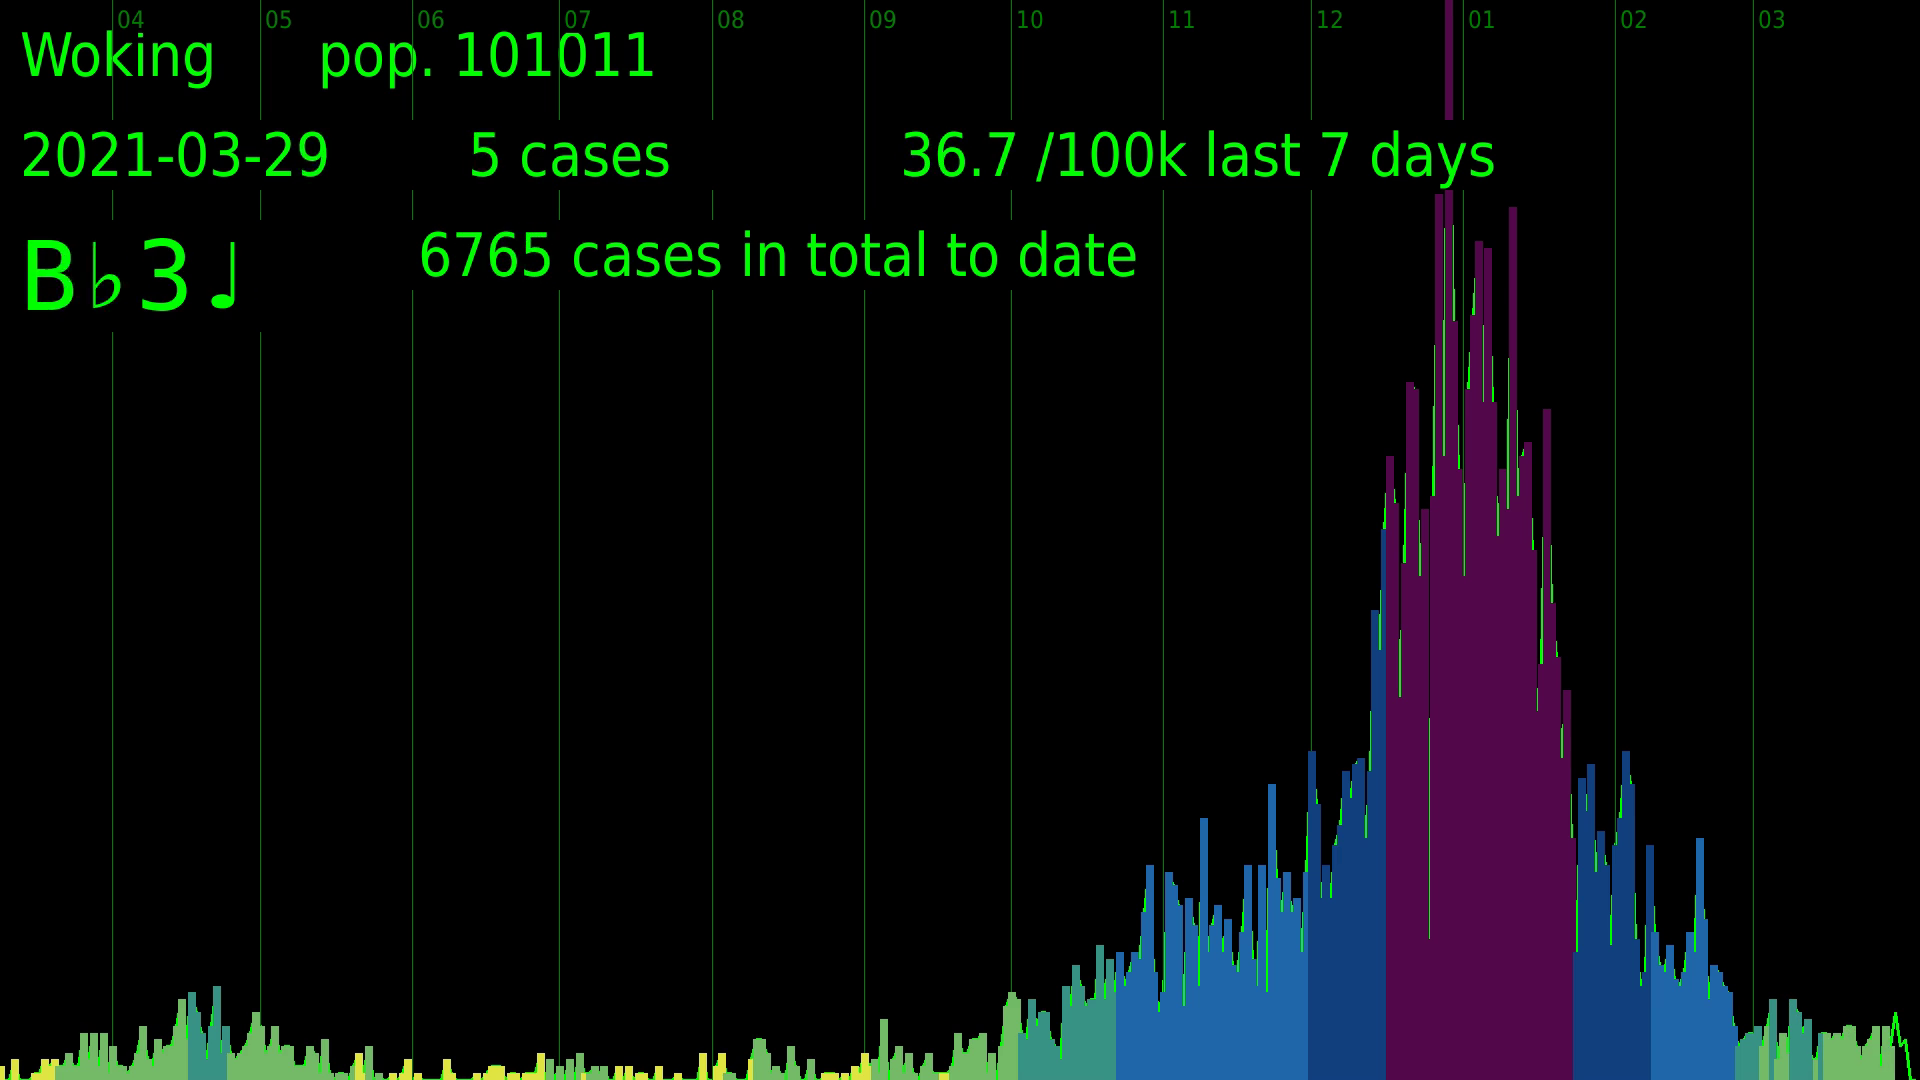 04 05 06 07 08 09 10 11 12 01 02 03
Woking pop. 101011
2021-03-29 5 cases 36.7 /100k last 7 days
B♭3♩ 6765 cases in total to date